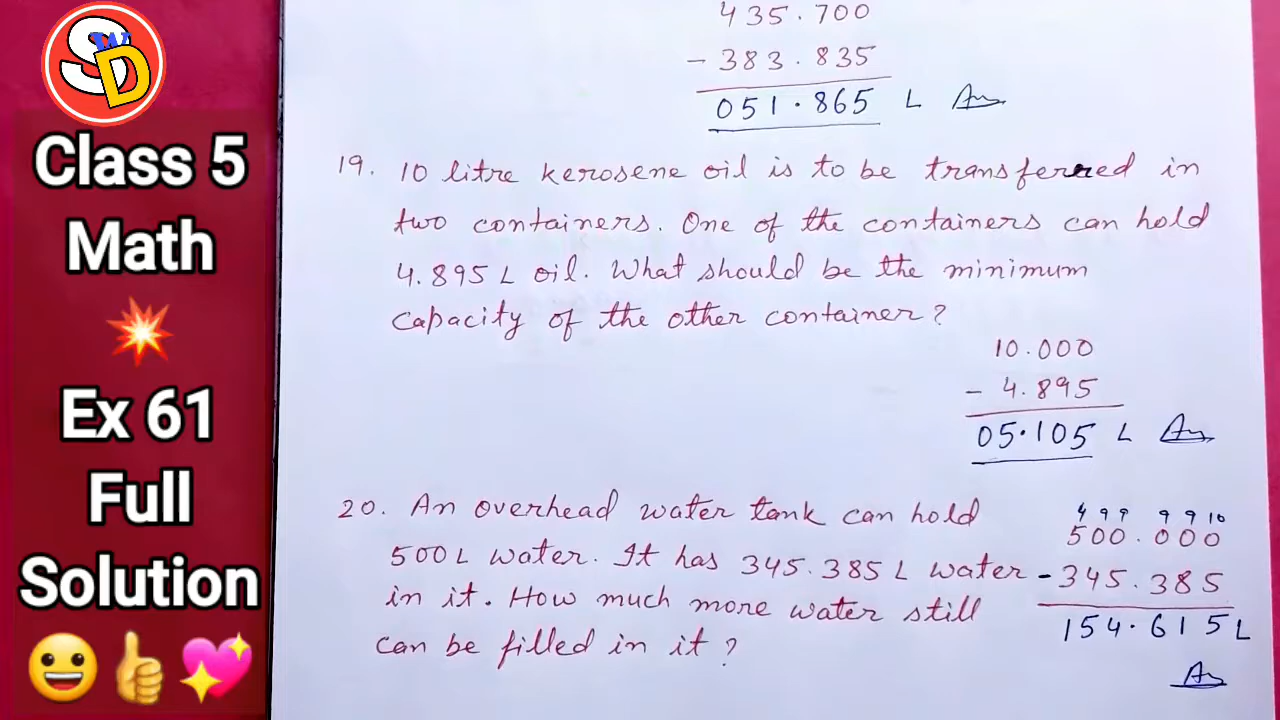 SWD
Class 5
Math
Ex 61
Full
Solution
435.700
- 383.835
051.865 L Ans
19. 10 litre kerosene oil is to be transferred in
two containers. One of the containers can hold
4.895 L oil. What should be the minimum
capacity of the other container?
10.000
- 4.895
05.105 L Ans
20. An overhead water tank can hold
500 L water. It has 345.385 L water
in it. How much more water still
can be filled in it?
4 9 9 9 9 10
500.000
- 345.385
154.615 L
Ans